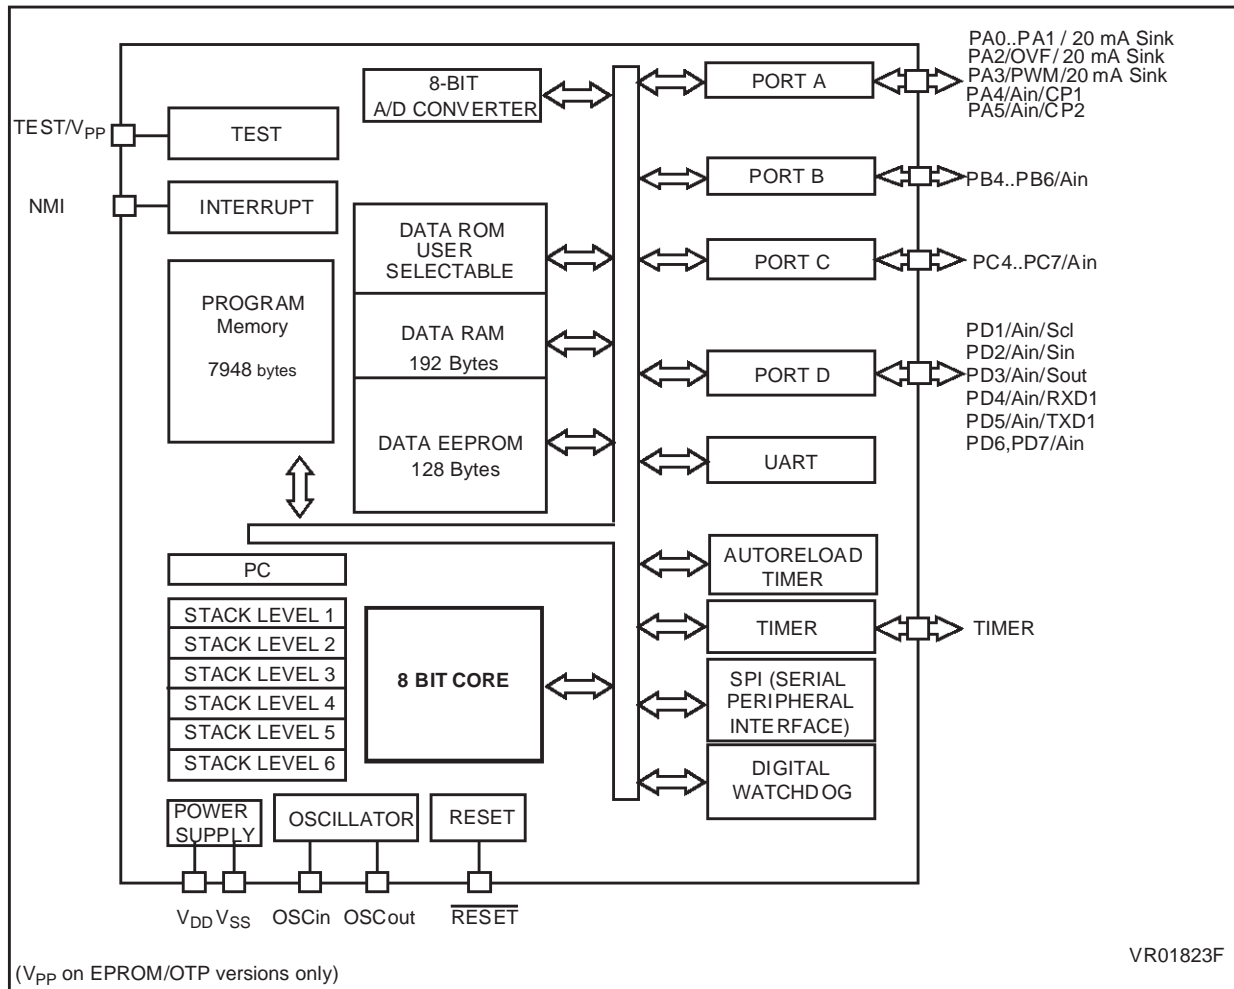 PA0..PA1 / 20 mA Sink
PA2/OVF/ 20 mA Sink
PA3/PWM/20 mA Sink
PA4/Ain/CP1
PA5/Ain/CP2
8-BIT
A/D CONVERTER
PORT A
TEST/VPP
TEST
PORT B
PB4..PB6/Ain
NMI
INTERRUPT
DATA ROM
USER
SELECTABLE
PORT C
PC4..PC7/Ain
PROGRAM
Memory
7948 bytes
DATA RAM
192 Bytes
PORT D
PD1/Ain/Scl
PD2/Ain/Sin
PD3/Ain/Sout
PD4/Ain/RXD1
PD5/Ain/TXD1
PD6,PD7/Ain
DATA EEPROM
128 Bytes
UART
PC
AUTORELOAD
TIMER
STACK LEVEL 1
STACK LEVEL 2
STACK LEVEL 3
STACK LEVEL 4
STACK LEVEL 5
STACK LEVEL 6
8 BIT CORE
TIMER
TIMER
SPI (SERIAL
PERIPHERAL
INTERFACE)
DIGITAL
WATCHDOG
POWER
SUPPLY
OSCILLATOR
RESET
VDD VSS
OSCin
OSCout
RESET
VR01823F
(VPP on EPROM/OTP versions only)